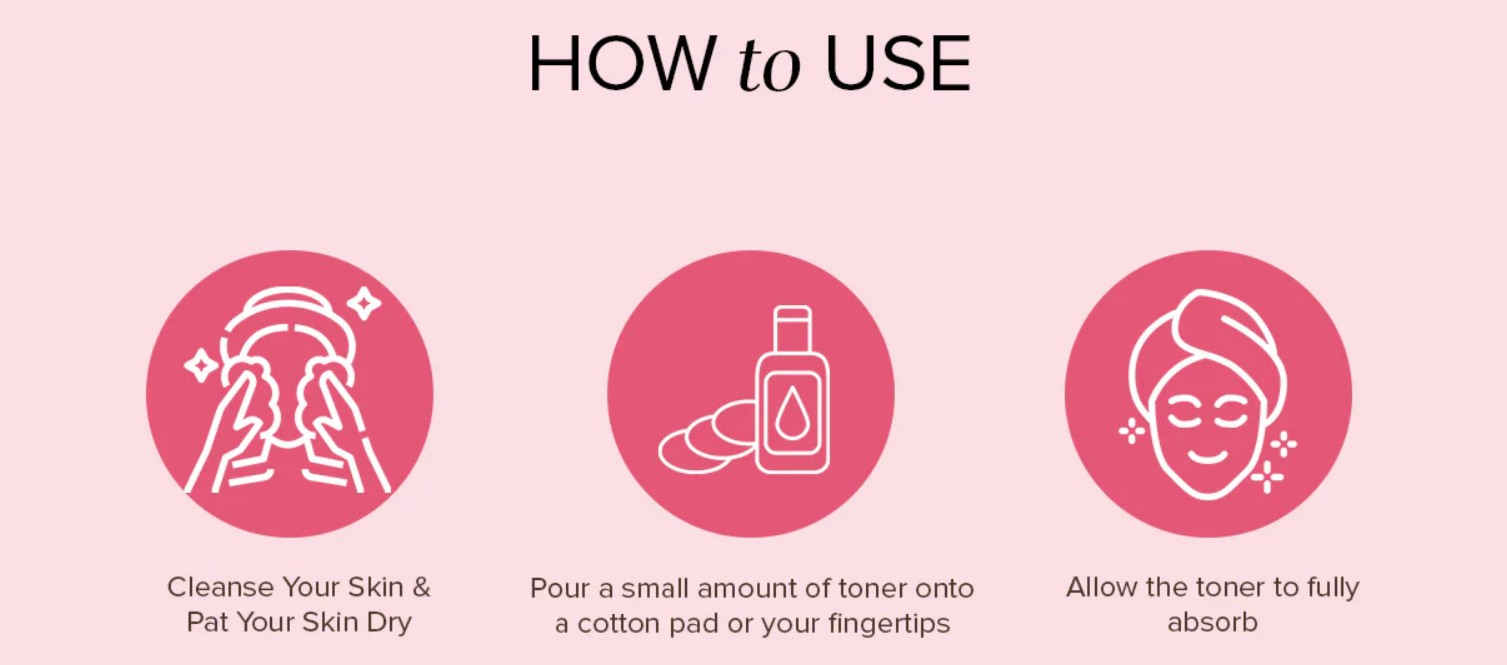 HOW to USE
Cleanse Your Skin &
Pat Your Skin Dry
Pour a small amount of toner onto
a cotton pad or your fingertips
Allow the toner to fully
absorb